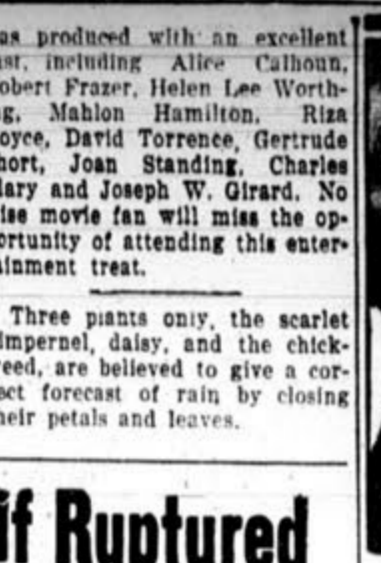 as produced with an excellent
ast, including Alice Calhoun,
obert Frazer, Helen Lee Worth-
g, Mahlon Hamilton, Riza
oyce, David Torrence, Gertrude
hort, Joan Standing, Charles
lary and Joseph W. Girard. No
ise movie fan will miss the op-
ortunity of attending this enter-
ainment treat.
Three plants only, the scarlet
impernel, daisy, and the chick-
eed, are believed to give a cor-
ect forecast of rain by closing
heir petals and leaves.
if Ruptured